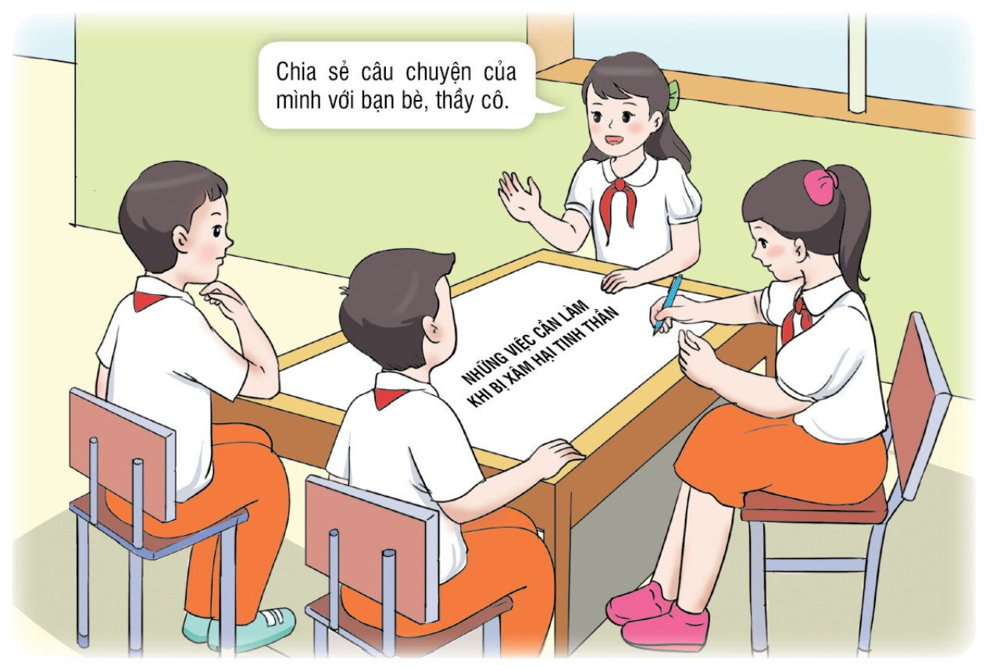 Chia sẻ câu chuyện của
mình với bạn bè, thầy cô.
NHỮNG VIỆC CẦN LÀM
KHI BỊ XÂM HẠI TINH THẦN